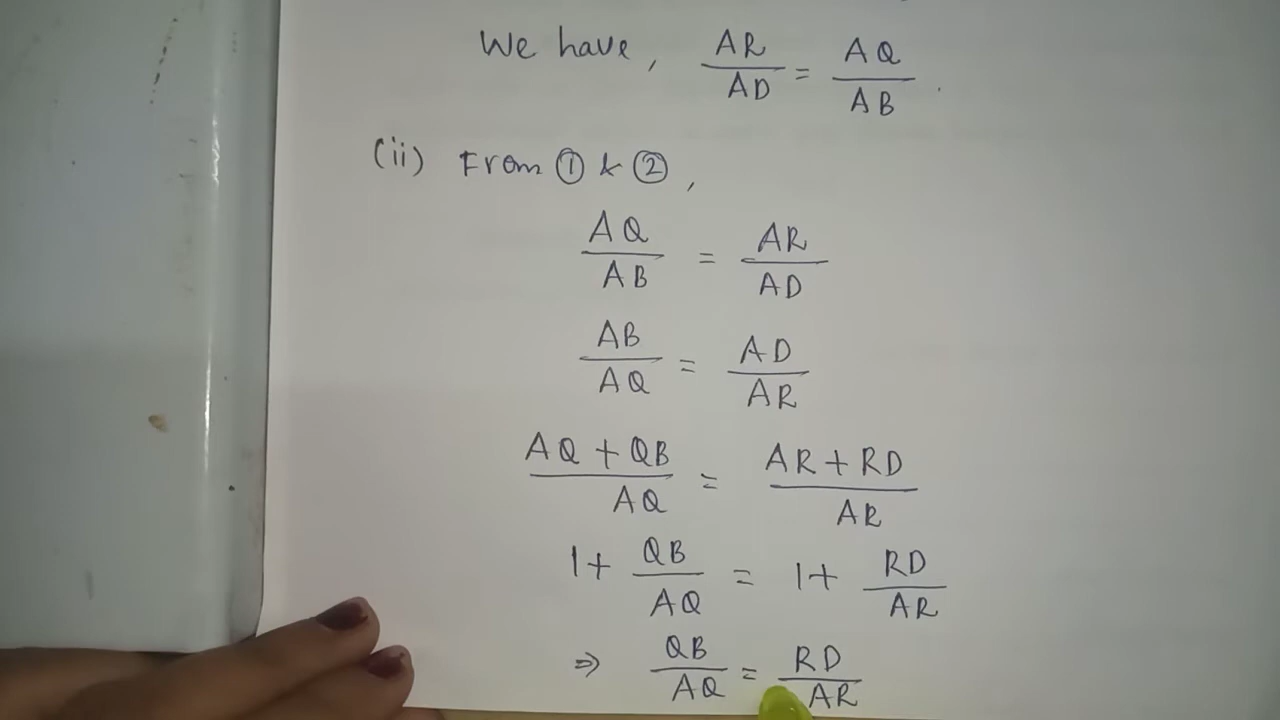 We have, AR/AD = AQ/AB.
(ii) From ① & ②,
AQ/AB = AR/AD
AB/AQ = AD/AR
AQ + QB/AQ = AR + RD/AR
1 + QB/AQ = 1 + RD/AR
⇒ QB/AQ = RD/AR